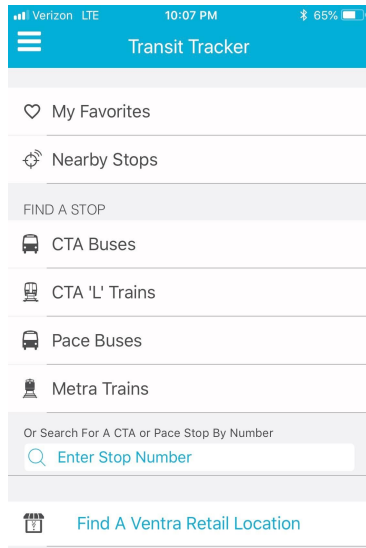 Verizon LTE 10:07 PM 65%
Transit Tracker
My Favorites
Nearby Stops
FIND A STOP
CTA Buses
CTA 'L' Trains
Pace Buses
Metra Trains
Or Search For A CTA or Pace Stop By Number
Enter Stop Number
Find A Ventra Retail Location